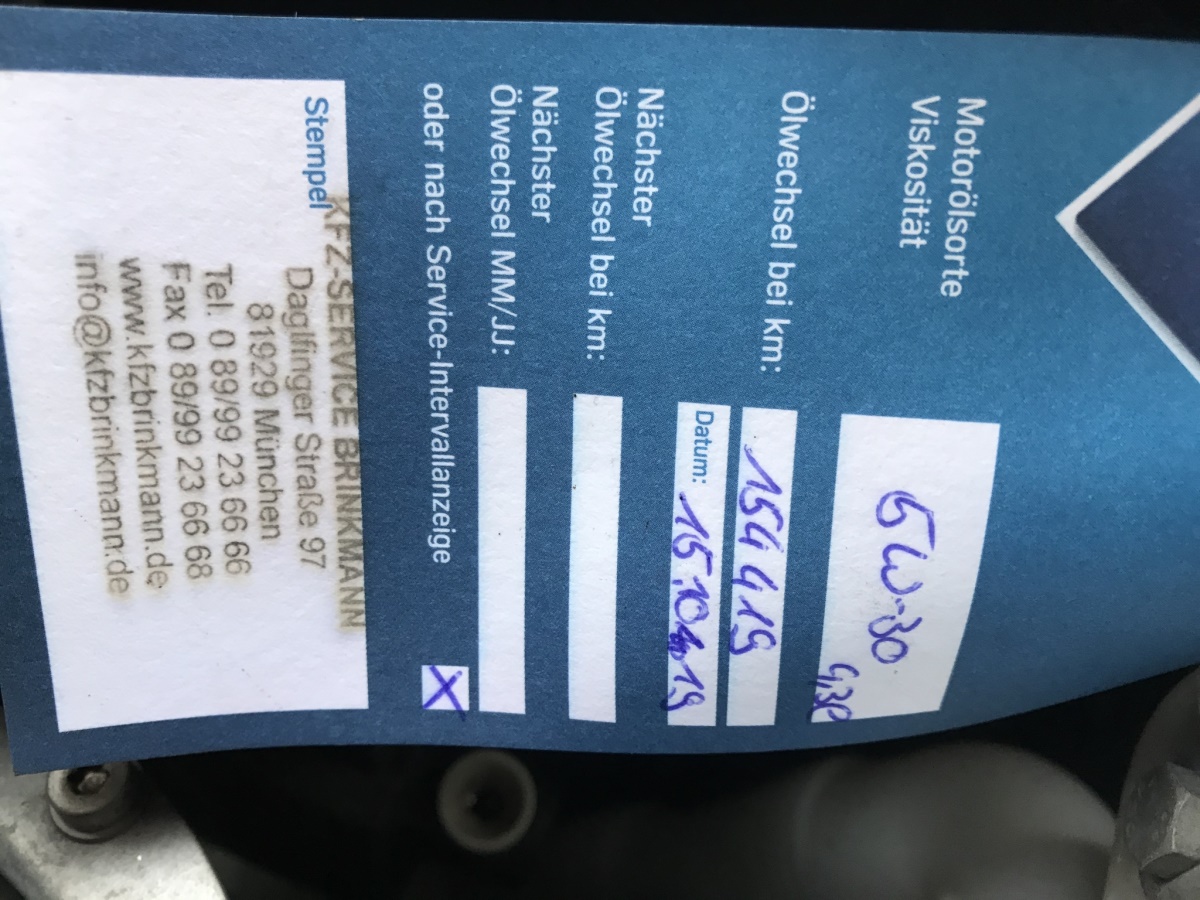 Motorölsorte
Viskosität
5W-30
4,3l
Ölwechsel bei km:
154 419
Datum: 15.10.19
Nächster
Ölwechsel bei km:
Nächster
Ölwechsel MM/JJ:
oder nach Service-Intervallanzeige X
Stempel
KFZ-SERVICE BRINKMANN
Daglfinger Straße 97
81929 München
Tel. 0 89/99 23 66 66
Fax 0 89/99 23 66 68
www.kfzbrinkmann.de
info@kfzbrinkmann.de